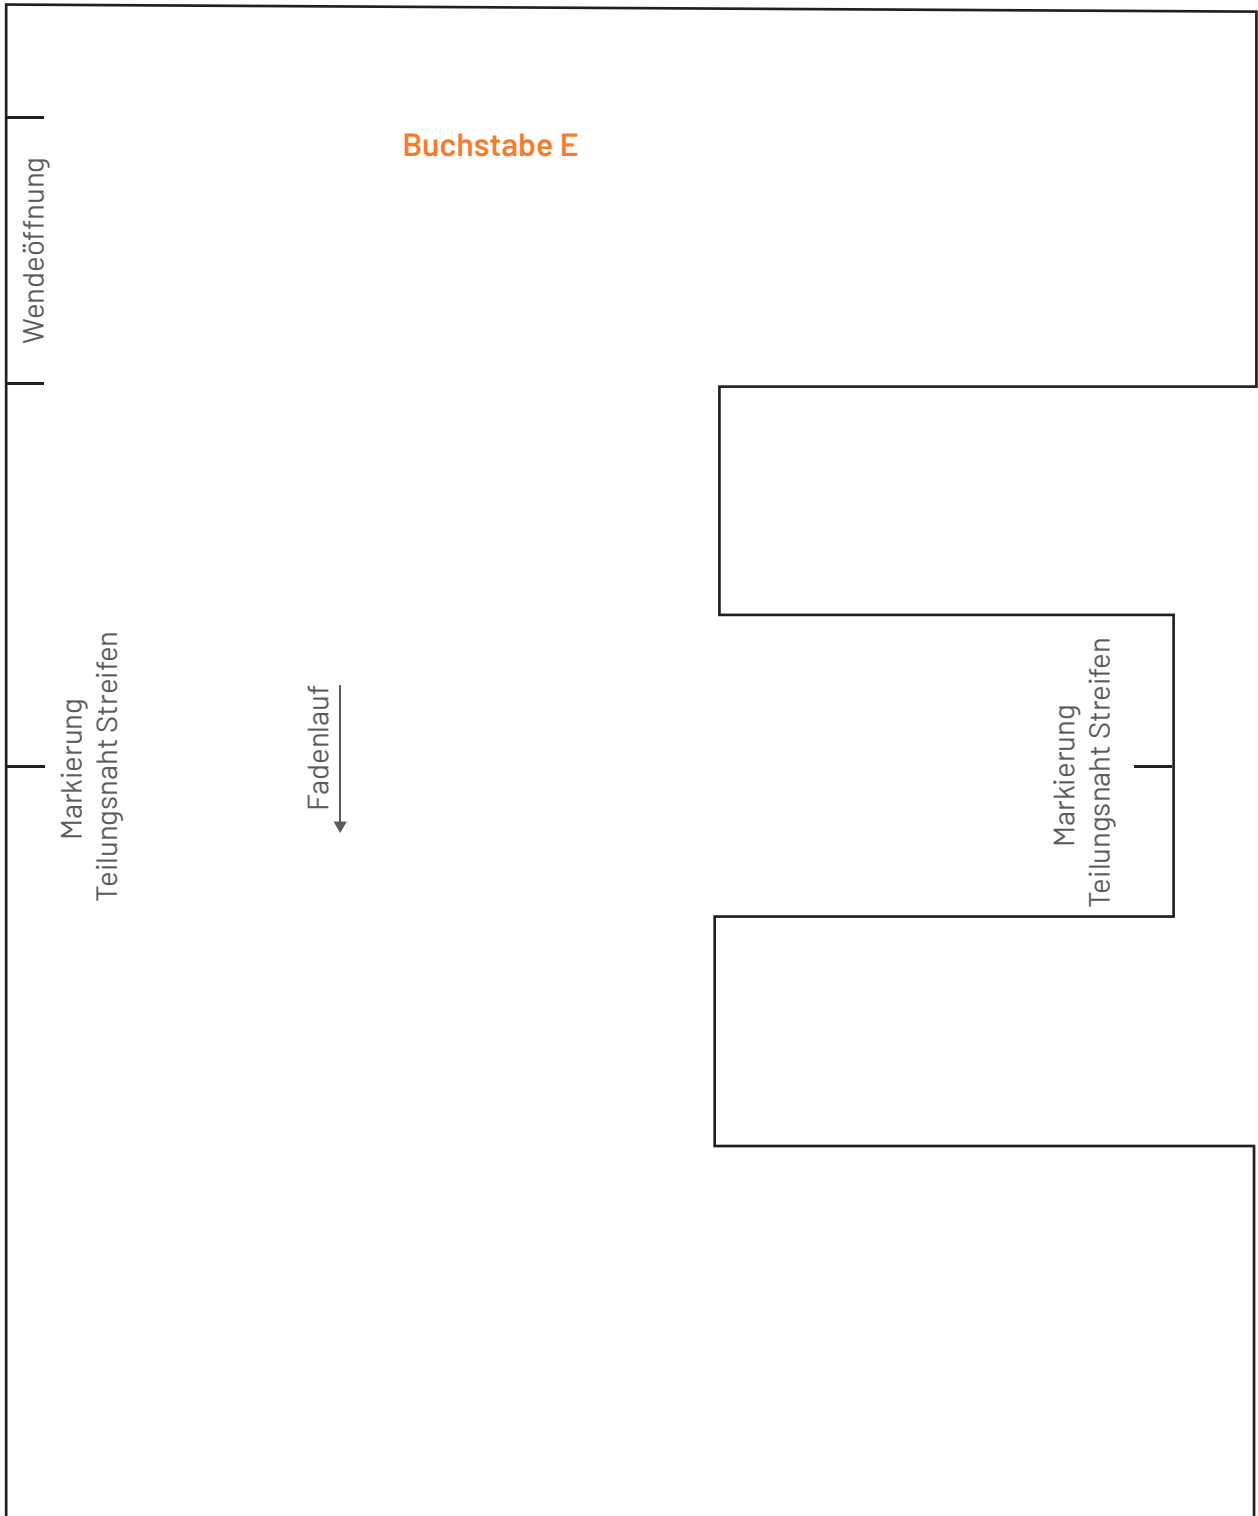 Buchstabe E
Wendeöffnung
Markierung
Teilungsnaht Streifen
Fadenlauf
Markierung
Teilungsnaht Streifen